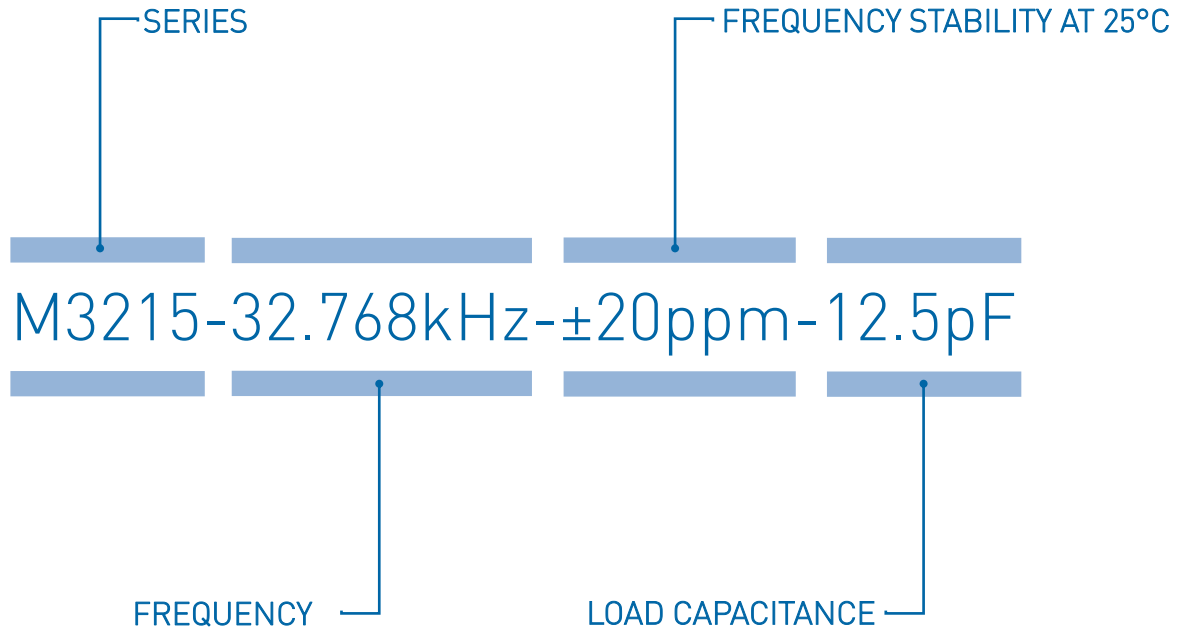 SERIES
FREQUENCY STABILITY AT 25°C
M3215-32.768kHz-±20ppm-12.5pF
FREQUENCY
LOAD CAPACITANCE